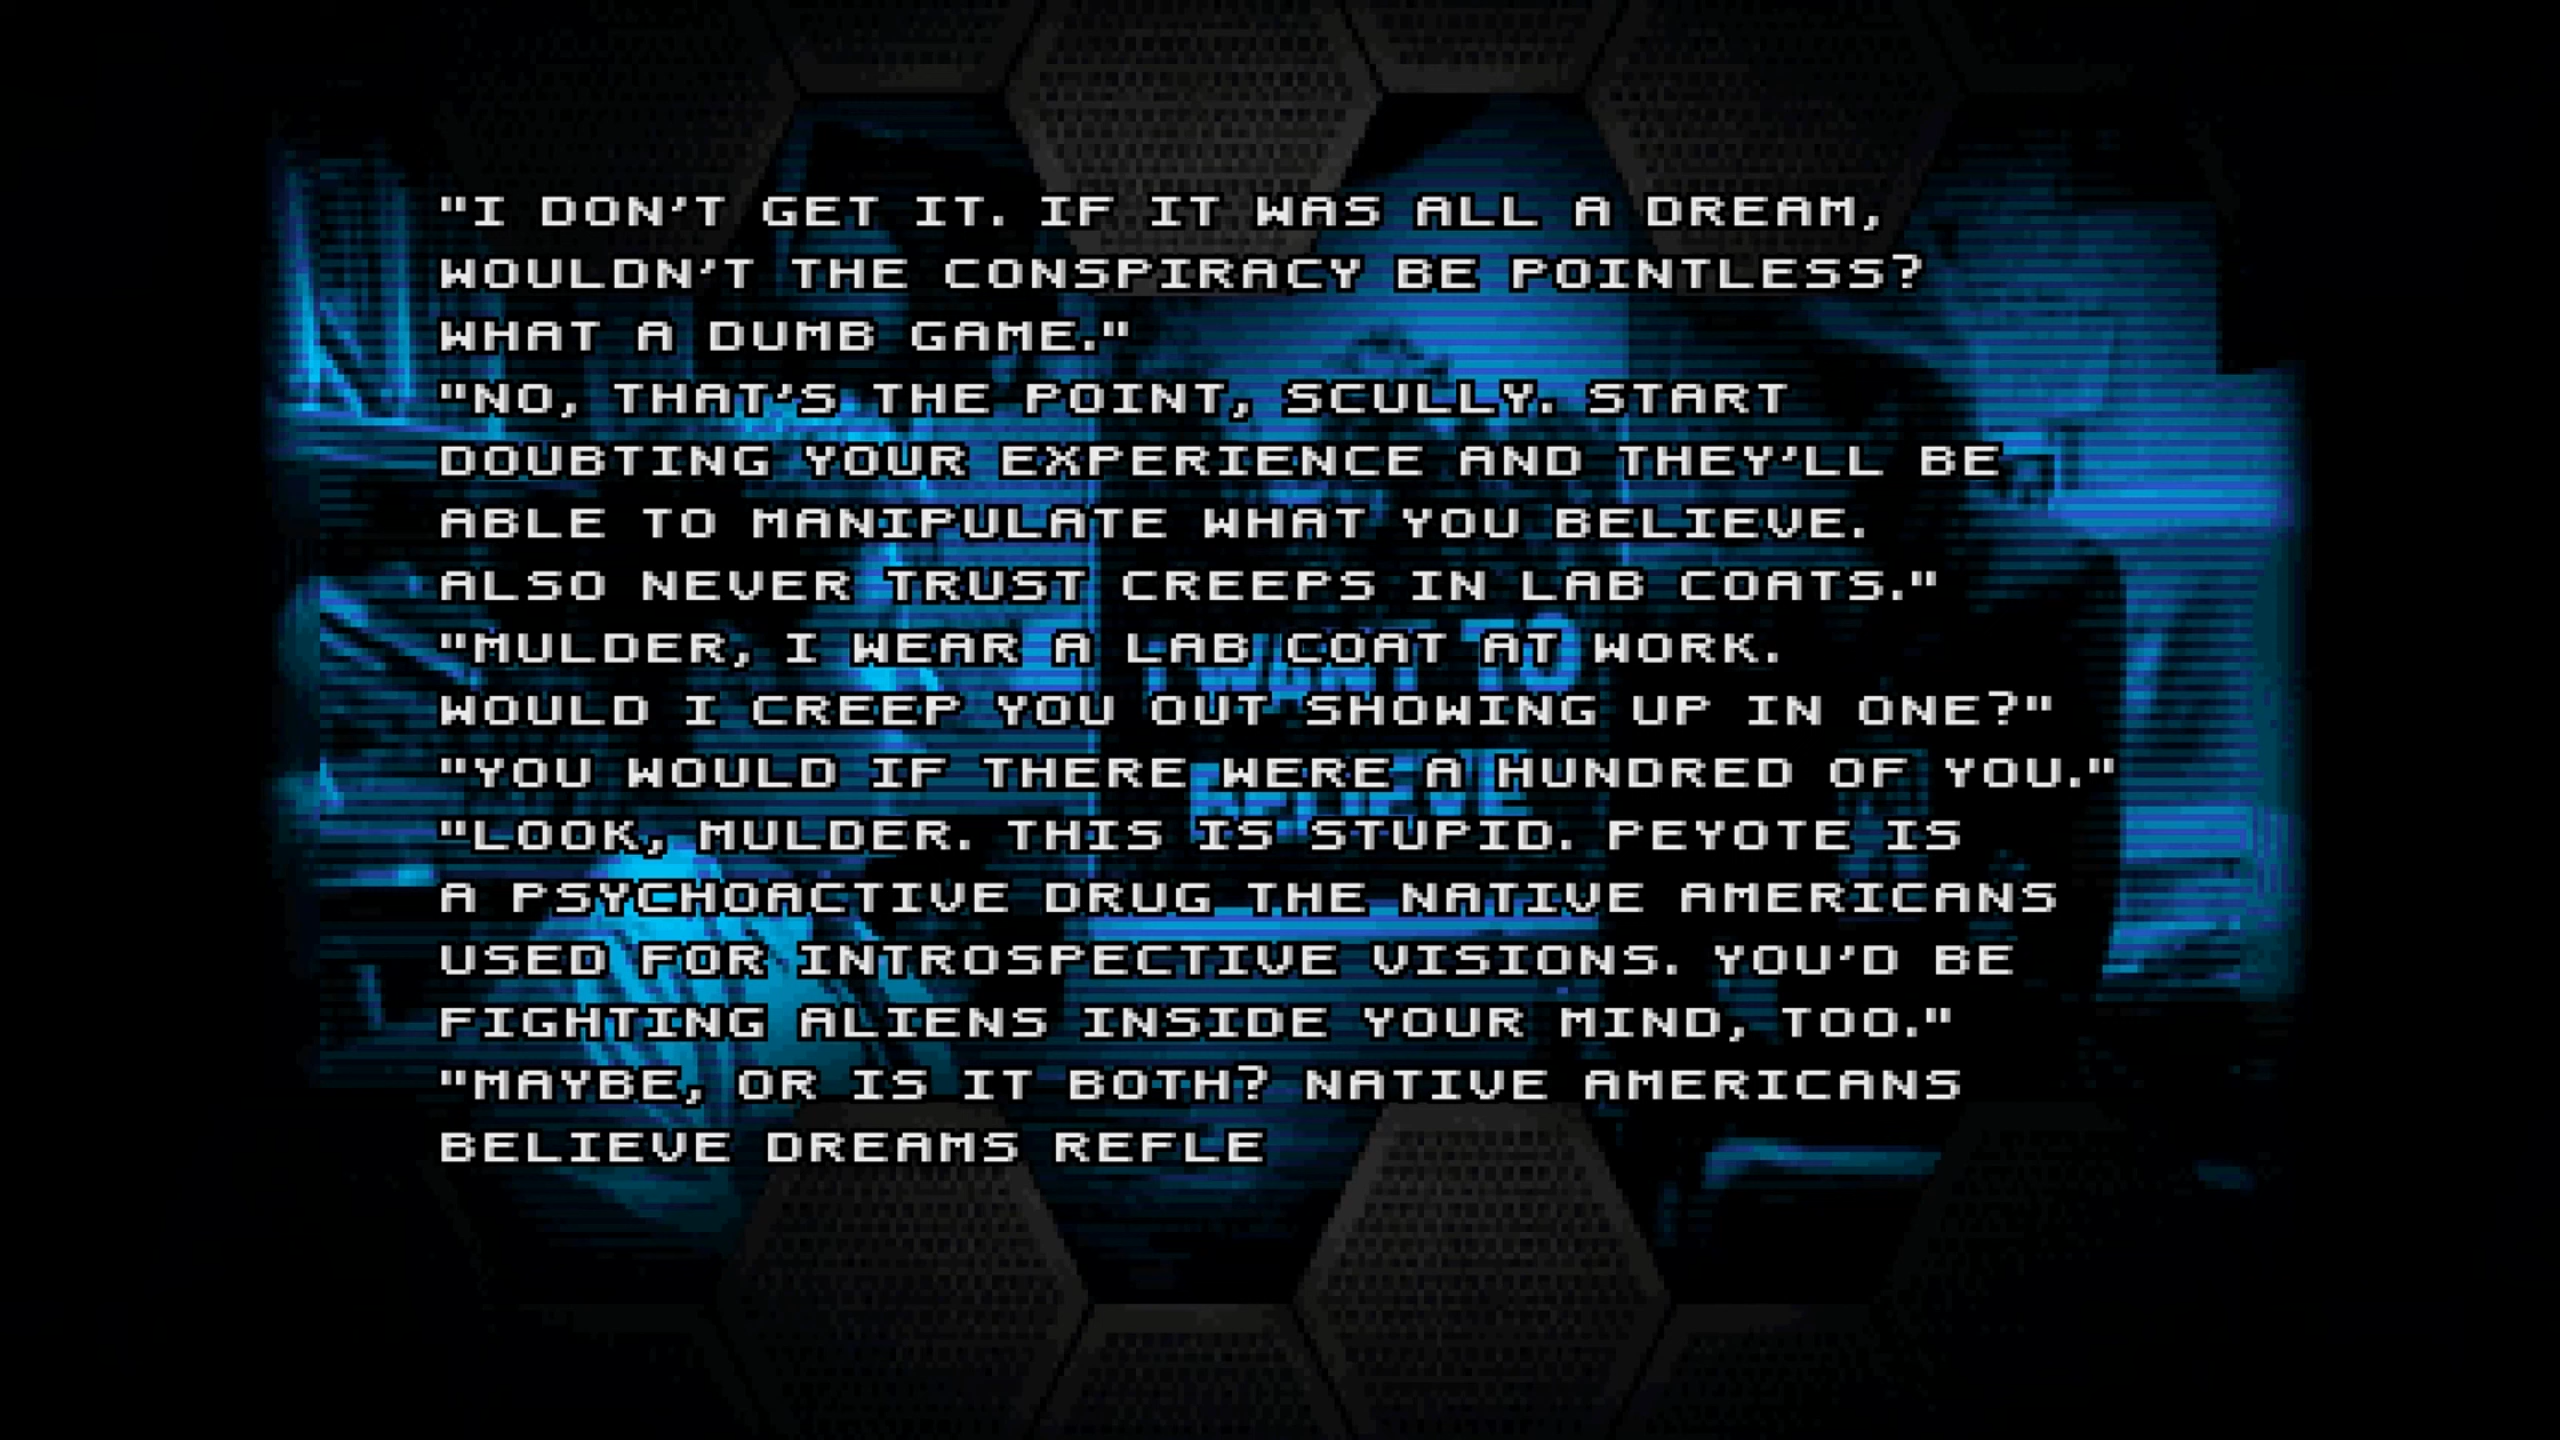 "I DON'T GET IT. IF IT WAS ALL A DREAM,
WOULDN'T THE CONSPIRACY BE POINTLESS?
WHAT A DUMB GAME."
"NO, THAT'S THE POINT, SCULLY. START
DOUBTING YOUR EXPERIENCE AND THEY'LL BE
ABLE TO MANIPULATE WHAT YOU BELIEVE.
ALSO NEVER TRUST CREEPS IN LAB COATS."
"MULDER, I WEAR A LAB COAT AT WORK.
WOULD I CREEP YOU OUT SHOWING UP IN ONE?"
"YOU WOULD IF THERE WERE A HUNDRED OF YOU."
"LOOK, MULDER. THIS IS STUPID. PEYOTE IS
A PSYCHOACTIVE DRUG THE NATIVE AMERICANS
USED FOR INTROSPECTIVE VISIONS. YOU'D BE
FIGHTING ALIENS INSIDE YOUR MIND, TOO."
"MAYBE, OR IS IT BOTH? NATIVE AMERICANS
BELIEVE DREAMS REFLE
I WANT TO
BELIEVE